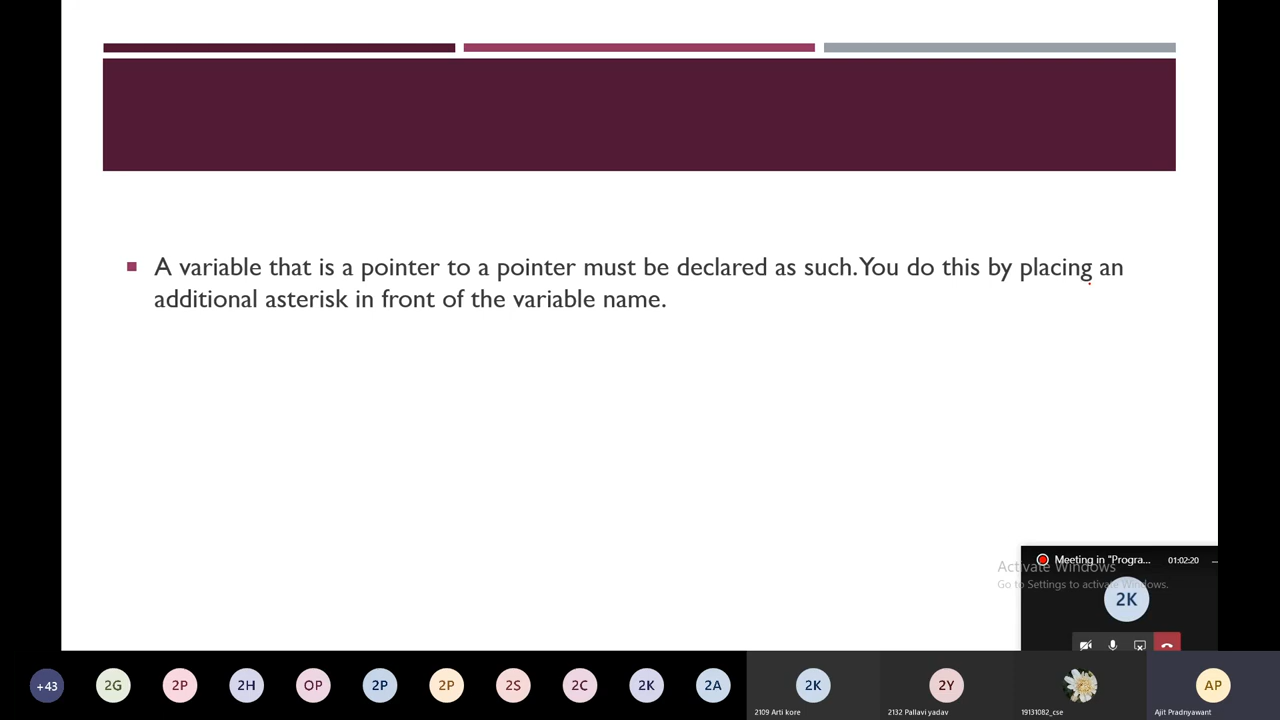 A variable that is a pointer to a pointer must be declared as such. You do this by placing an
additional asterisk in front of the variable name.
Meeting in "Progra... 01:02:20
Activate Windows
Go to Settings to activate Windows.
2K
+43 2G 2P 2H OP 2P 2P 2S 2C 2K 2A 2K 2Y AP
2109 Arti kore 2132 Pallavi yadav 19131082_cse Ajit Pradnyawant